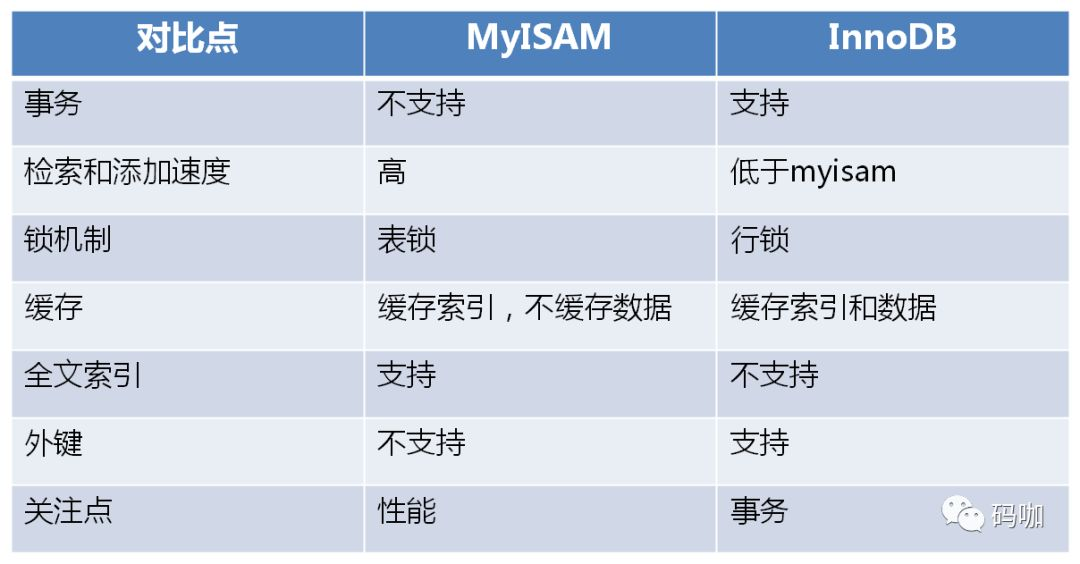 对比点 MyISAM InnoDB
事务 不支持 支持
检索和添加速度 高 低于myisam
锁机制 表锁 行锁
缓存 缓存索引，不缓存数据 缓存索引和数据
全文索引 支持 不支持
外键 不支持 支持
关注点 性能 事务
码咖